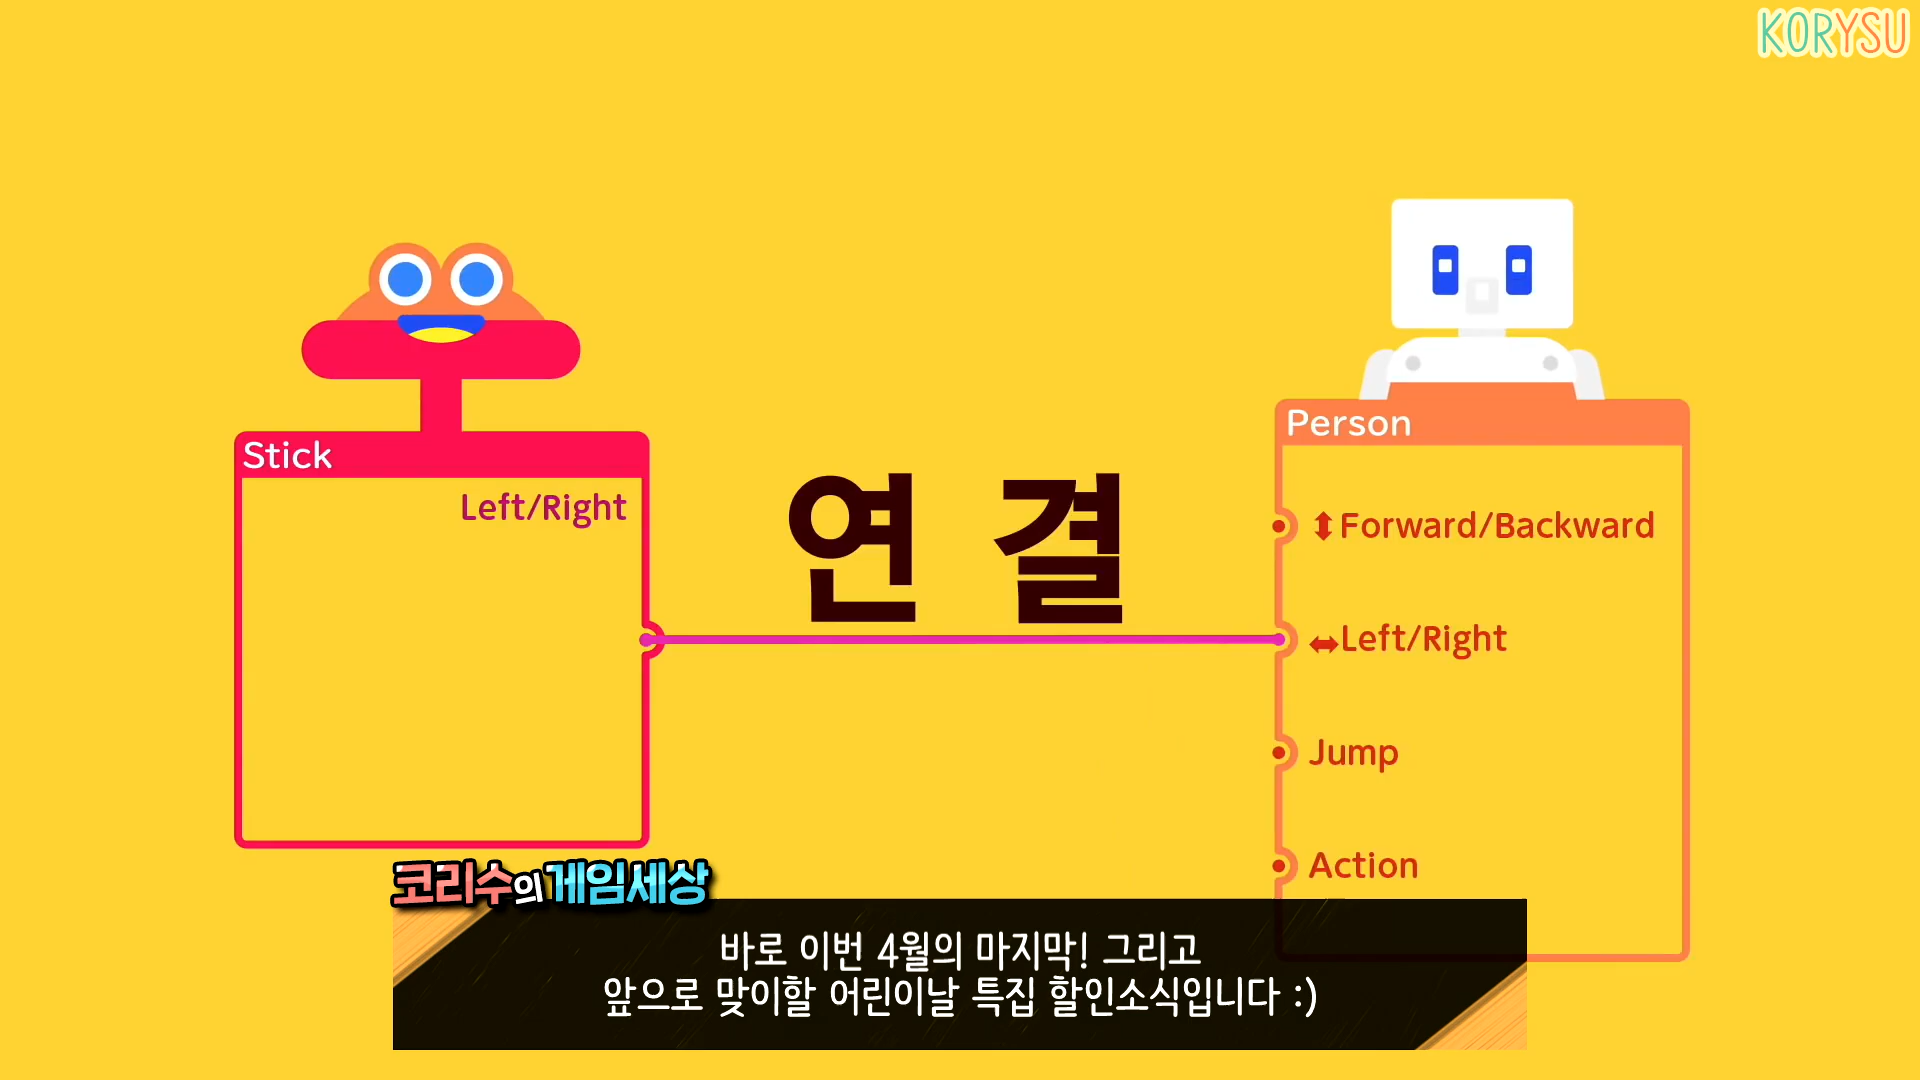 KORYSU
Stick
Left/Right
연결
Person
Forward/Backward
Left/Right
Jump
Action
코리수의 게임세상
바로 이번 4월의 마지막! 그리고
앞으로 맞이할 어린이날 특집 할인소식입니다 :)